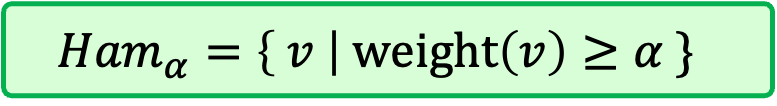 Ham_α = { v | weight(v) ≥ α }